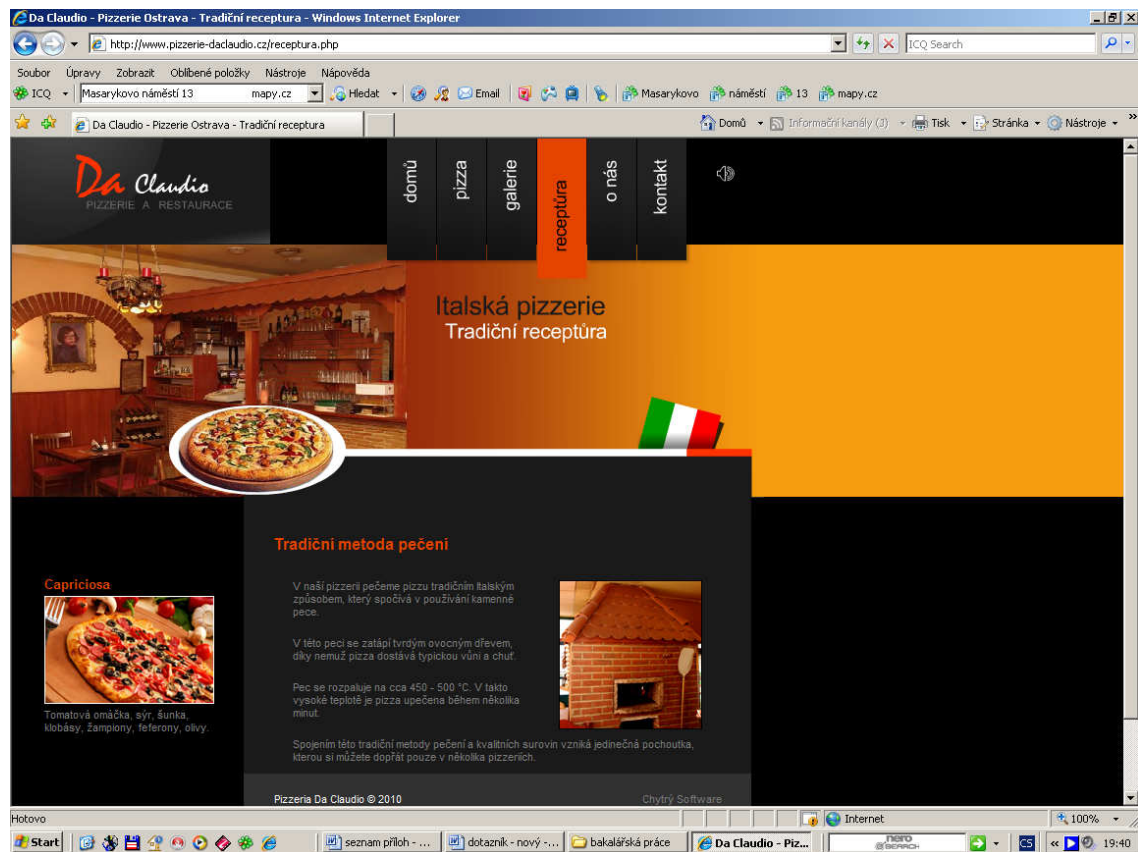 Da Claudio - Pizzerie Ostrava - Tradiční receptura - Windows Internet Explorer
http://www.pizzerie-daclaudio.cz/receptura.php
ICQ Search
Soubor Úpravy Zobrazit Oblíbené položky Nástroje Nápověda
ICQ Masarykovo náměstí 13 mapy.cz Hledat Email Masarykovo náměstí 13 mapy.cz
Da Claudio - Pizzerie Ostrava - Tradiční receptura
Domů Informační kanály (J) Tisk Stránka Nástroje
Da Claudio
PIZZERIE A RESTAURACE
domů
pizza
galerie
receptůra
o nás
kontakt
Italská pizzerie
Tradiční receptůra
Tradiční metoda pečení
Capriciosa
V naší pizzerii pečeme pizzu tradičním italským
způsobem, který spočívá v používání kamenné
pece.
V této peci se zatápí tvrdým ovocným dřevem,
díky nemuž pizza dostává typickou vůni a chuť.
Pec se rozpaluje na cca 450 - 500 °C. V takto
vysoké teplotě je pizza upečena během několika
minut.
Tomatová omáčka, sýr, šunka,
klobásy, žampiony, feferony, olivy.
Spojením této tradiční metody pečení a kvalitních surovin vzniká jedinečná pochoutka,
kterou si můžete dopřát pouze v několika pizzeriích.
Pizzeria Da Claudio © 2010
Chytrý Software
Hotovo
Internet
100%
Start
seznam příloh - ...
dotazník - nový -...
bakalářská práce
Da Claudio - Piz...
nero
SEARCH
CS
19:40